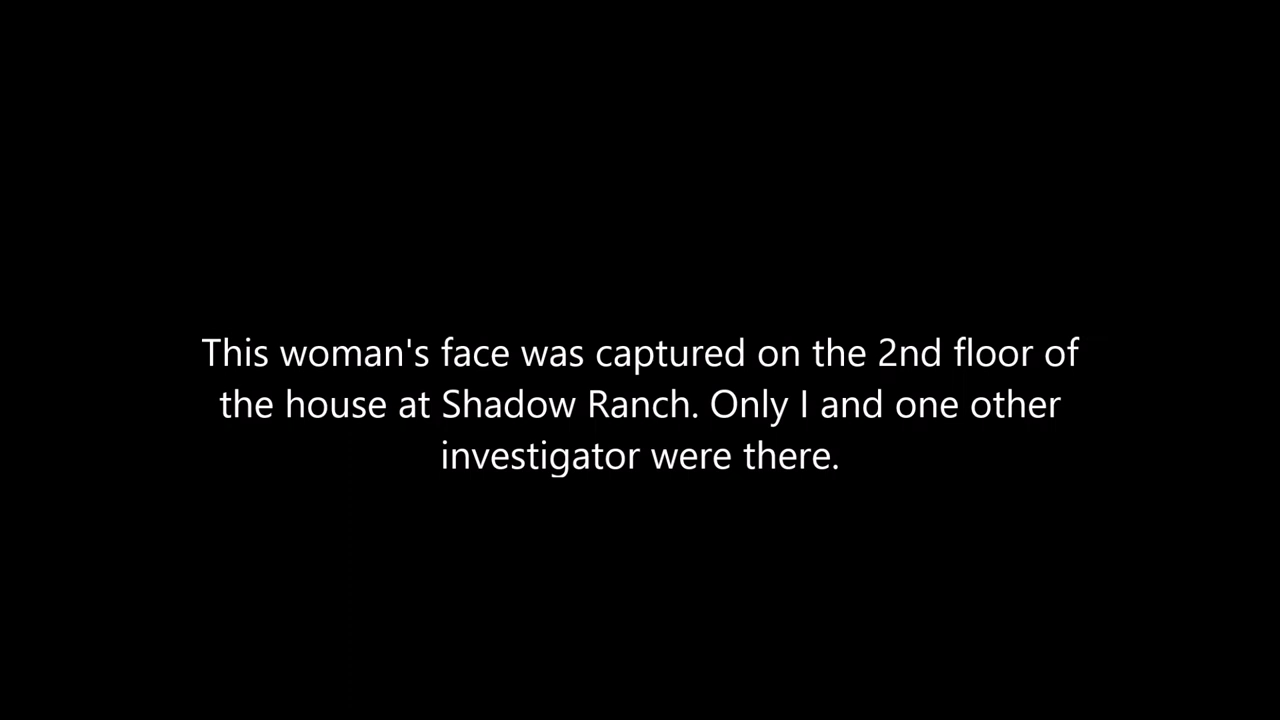 This woman's face was captured on the 2nd floor of
the house at Shadow Ranch. Only I and one other
investigator were there.